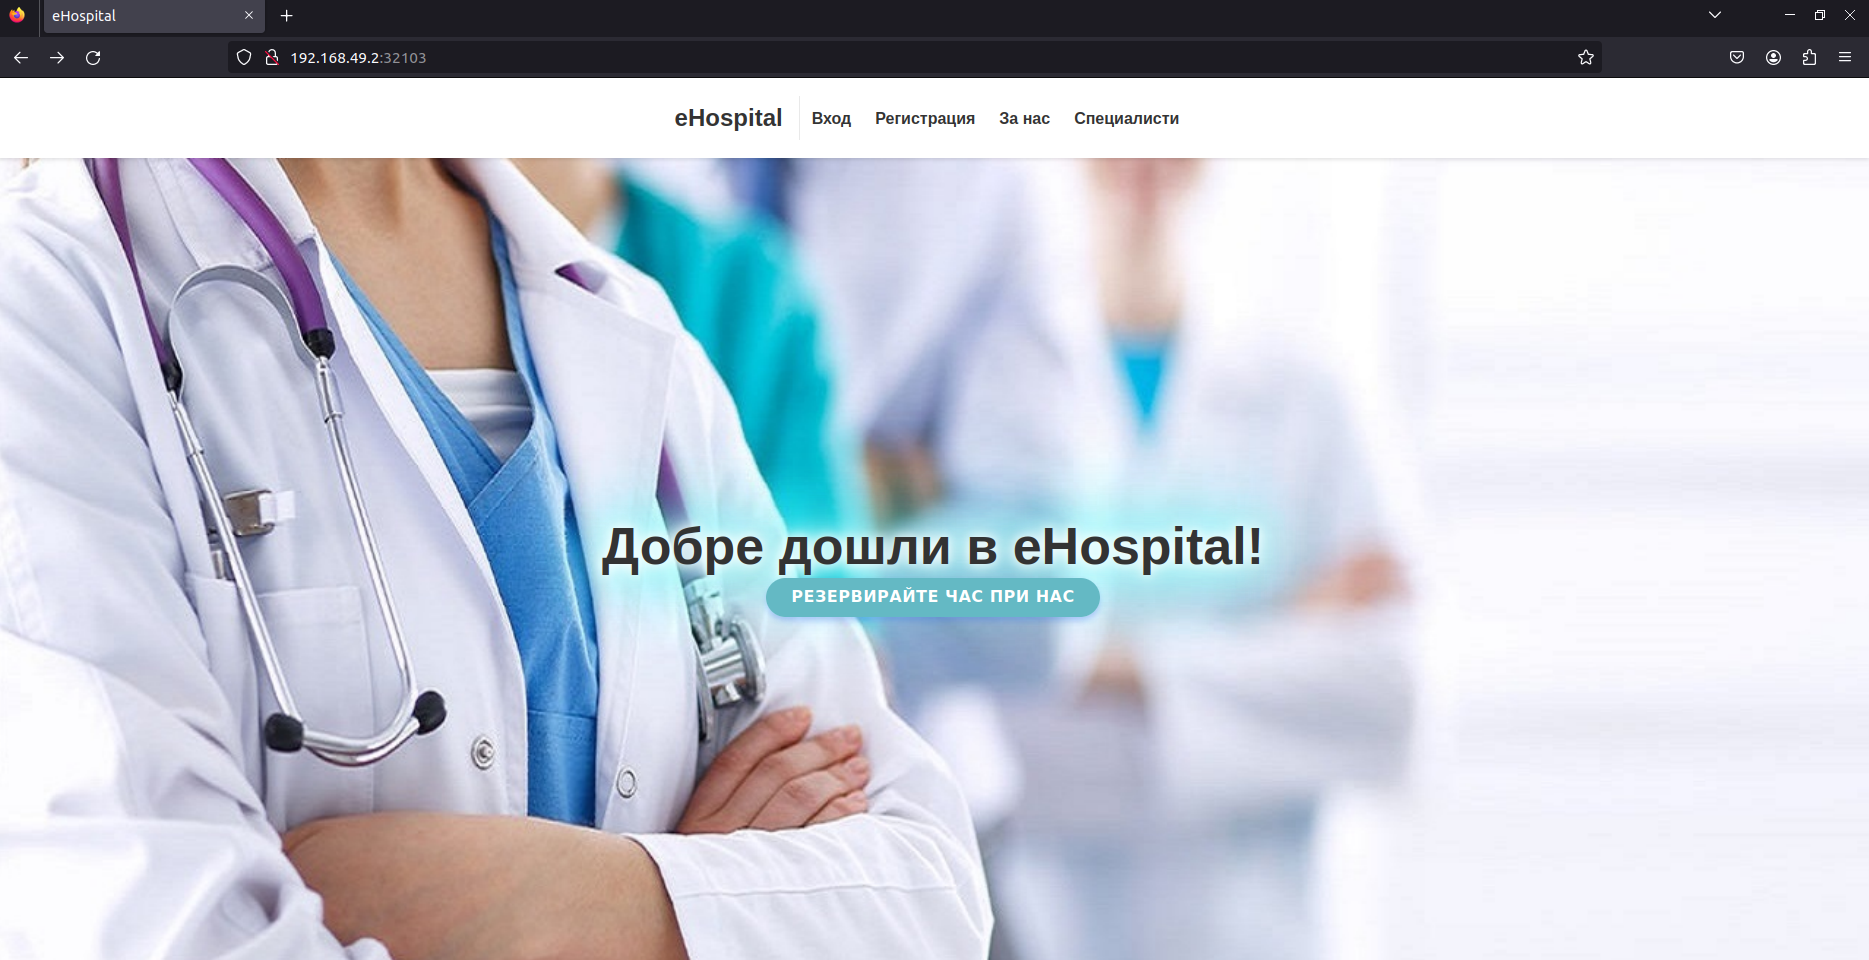 eHospital
192.168.49.2:32103
eHospital
Вход
Регистрация
За нас
Специалисти
Добре дошли в eHospital!
РЕЗЕРВИРАЙТЕ ЧАС ПРИ НАС